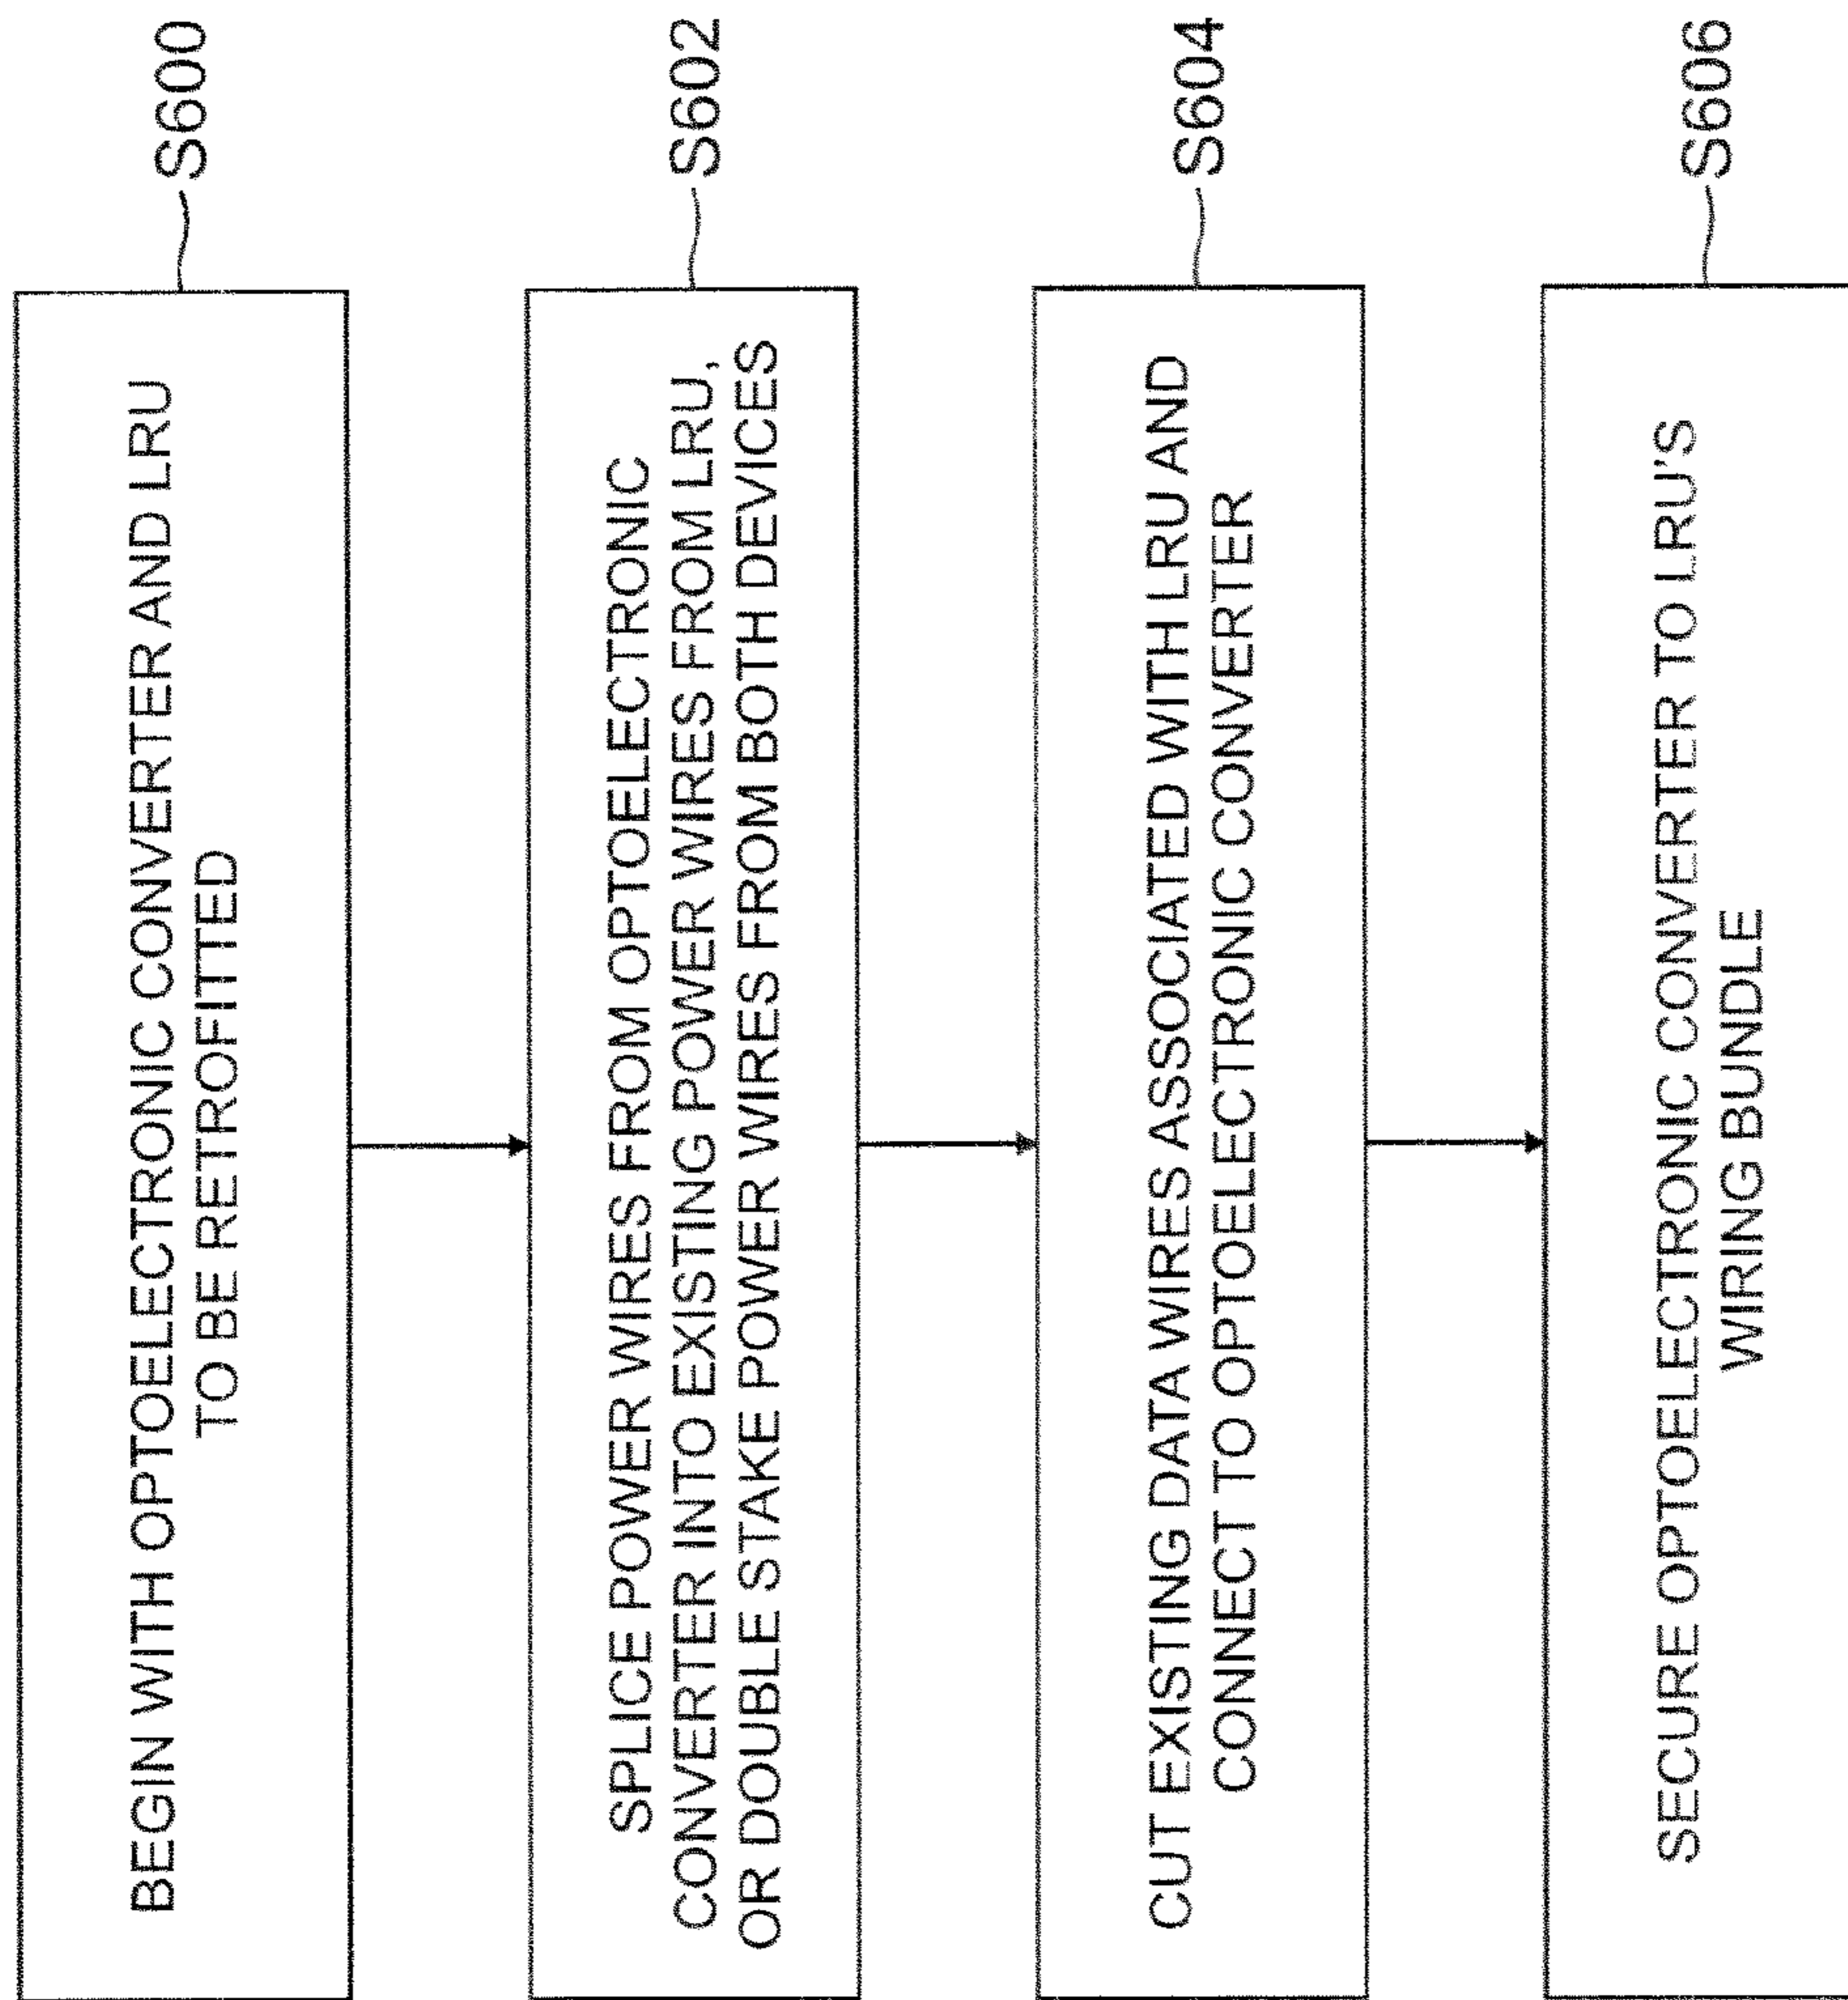 BEGIN WITH OPTOELECTRONIC CONVERTER AND LRU
TO BE RETROFITTED
S600
SPLICE POWER WIRES FROM OPTOELECTRONIC
CONVERTER INTO EXISTING POWER WIRES FROM LRU,
OR DOUBLE STAKE POWER WIRES FROM BOTH DEVICES
S602
CUT EXISTING DATA WIRES ASSOCIATED WITH LRU AND
CONNECT TO OPTOELECTRONIC CONVERTER
S604
SECURE OPTOELECTRONIC CONVERTER TO LRU'S
WIRING BUNDLE
S606